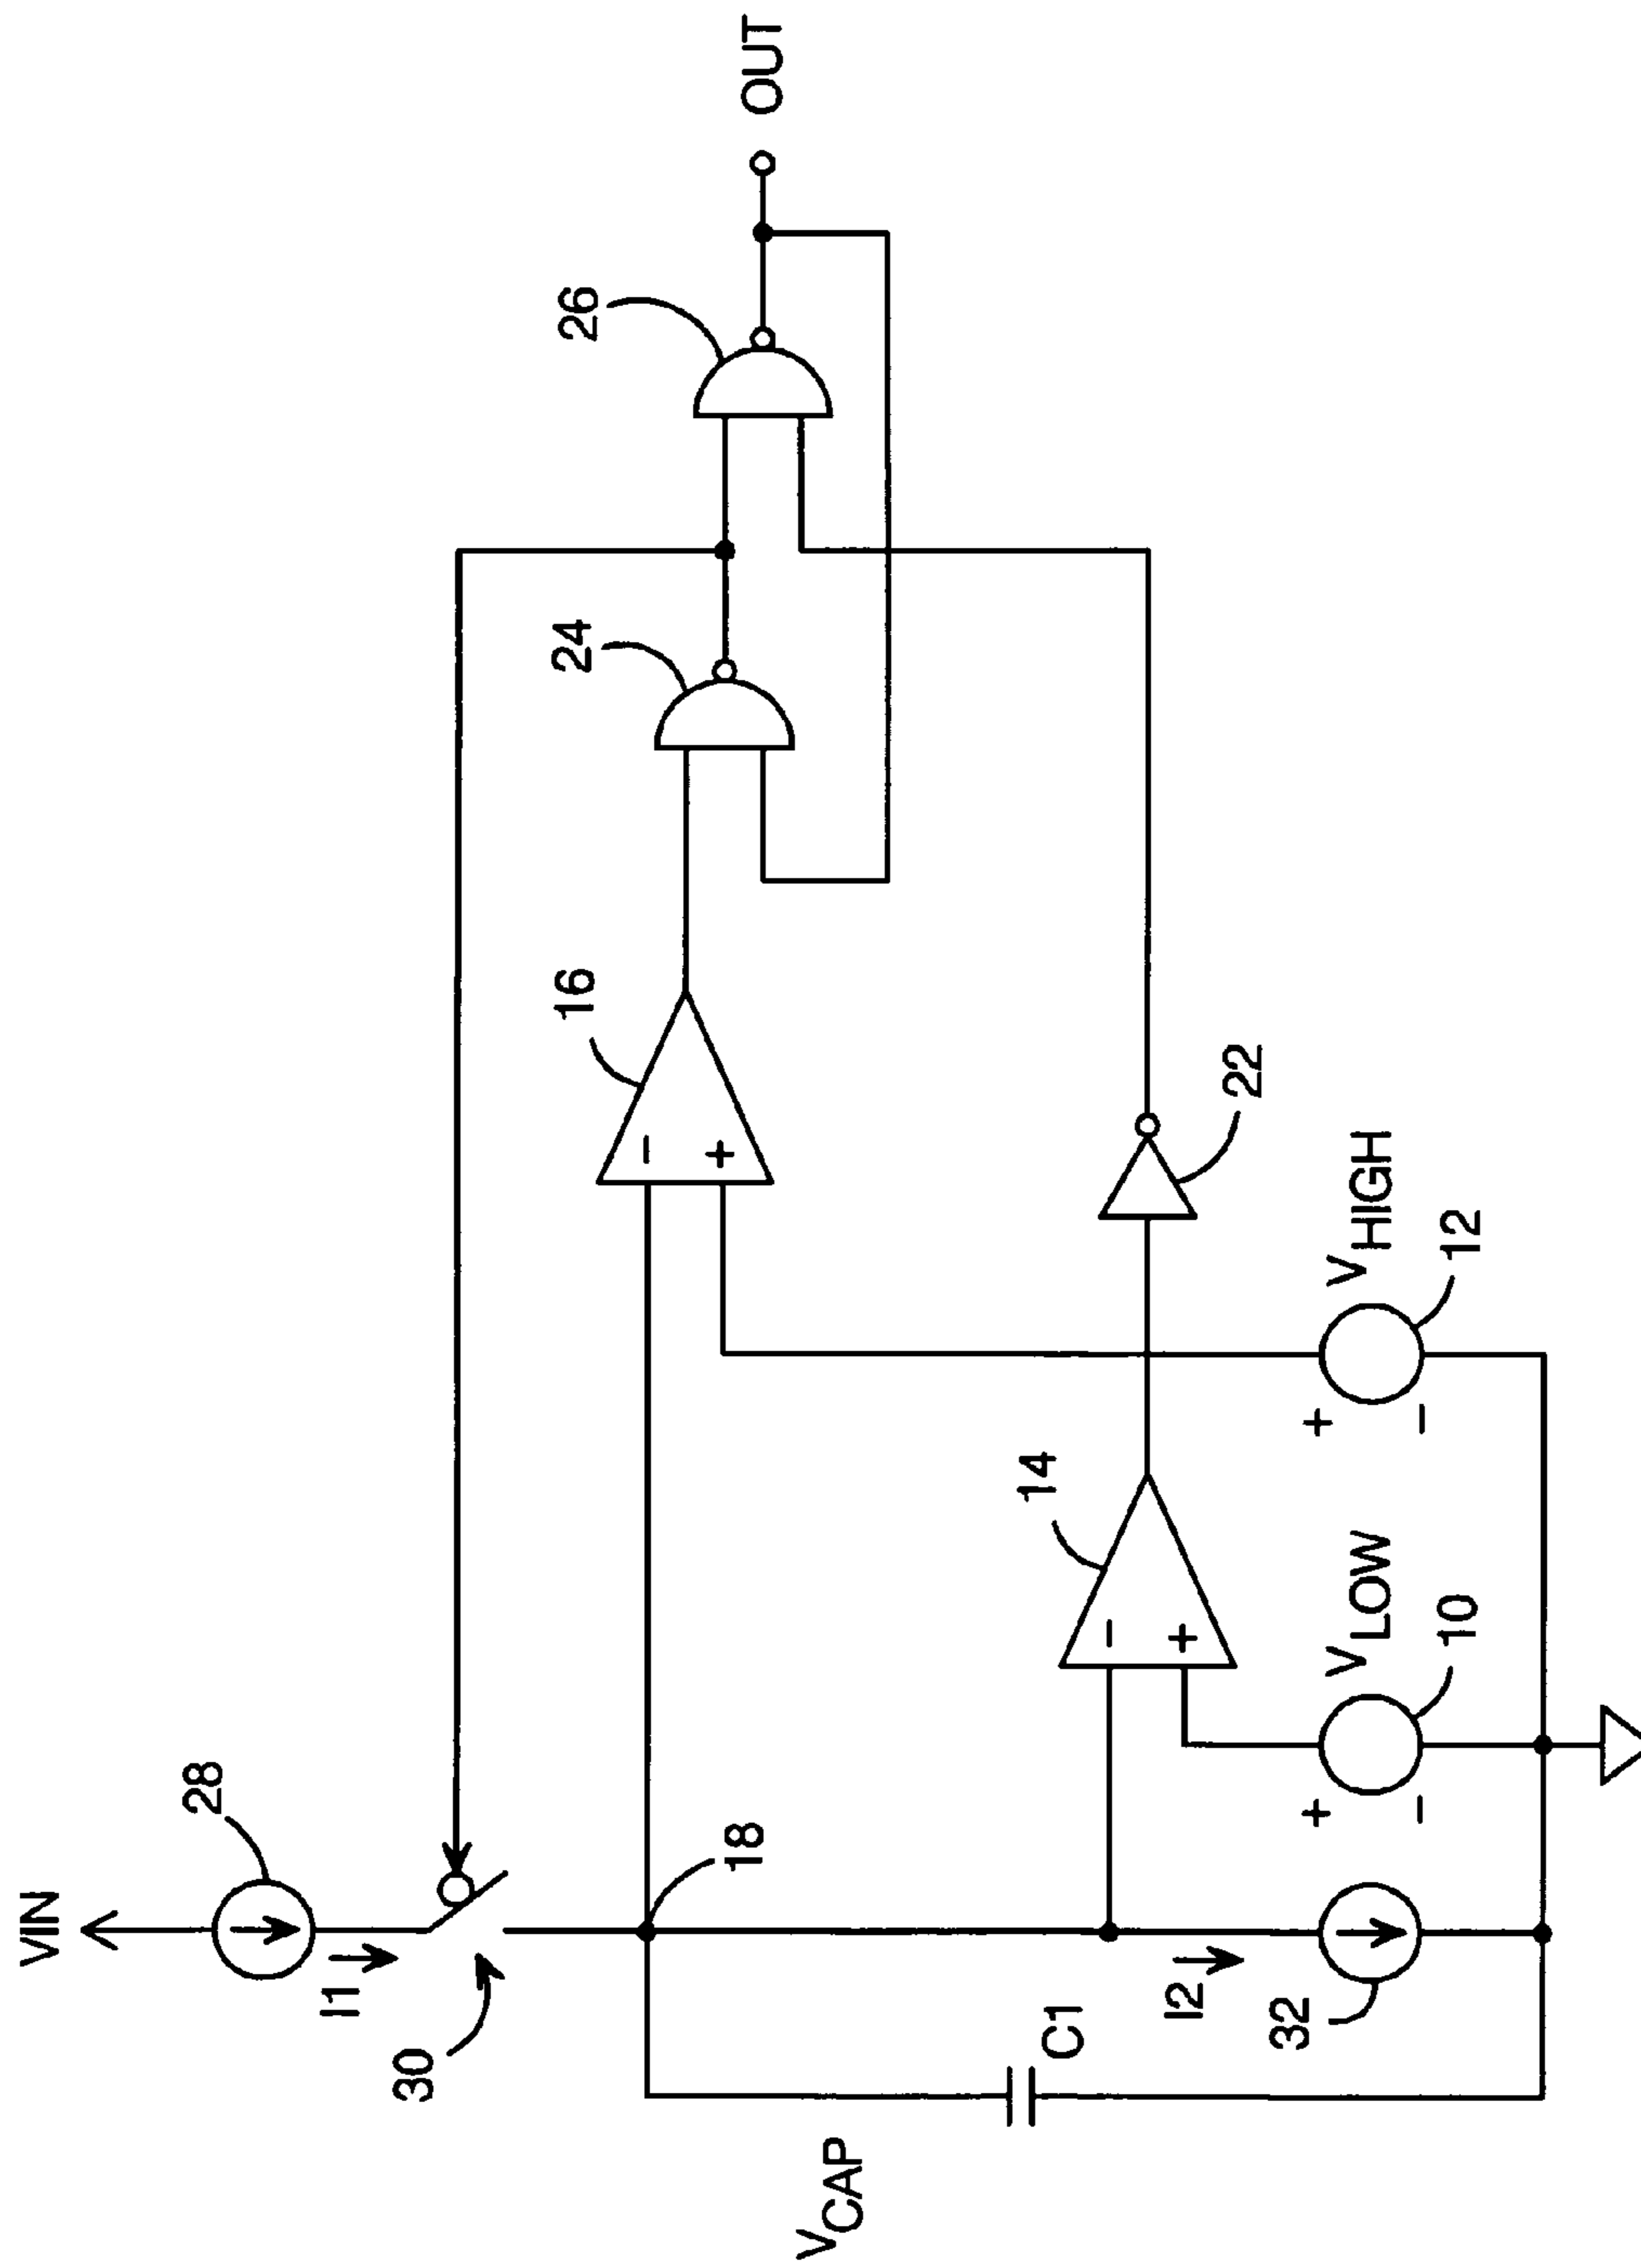 VIN
28
I1
30
18
VCAP
C1
I2
32
14
− +
VLOW
+ −
10
16
− +
VHIGH
+ −
12
22
24
26
OUT